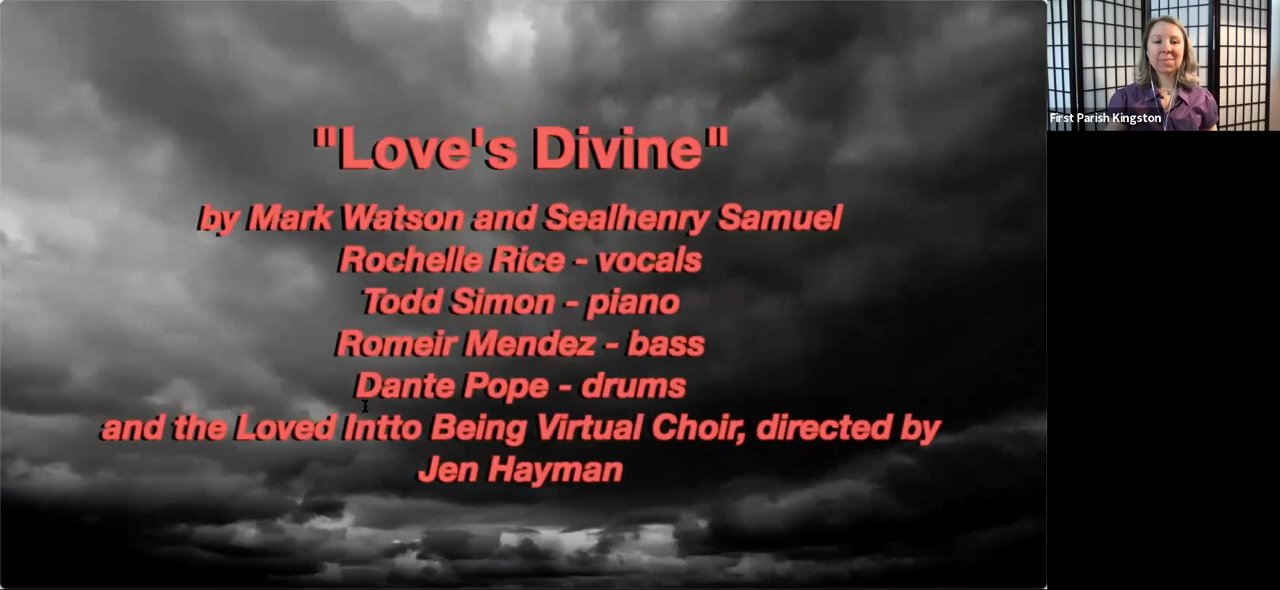 "Love's Divine"
by Mark Watson and Sealhenry Samuel
Rochelle Rice - vocals
Todd Simon - piano
Romeir Mendez - bass
Dante Pope - drums
and the Loved Intto Being Virtual Choir, directed by
Jen Hayman
First Parish Kingston